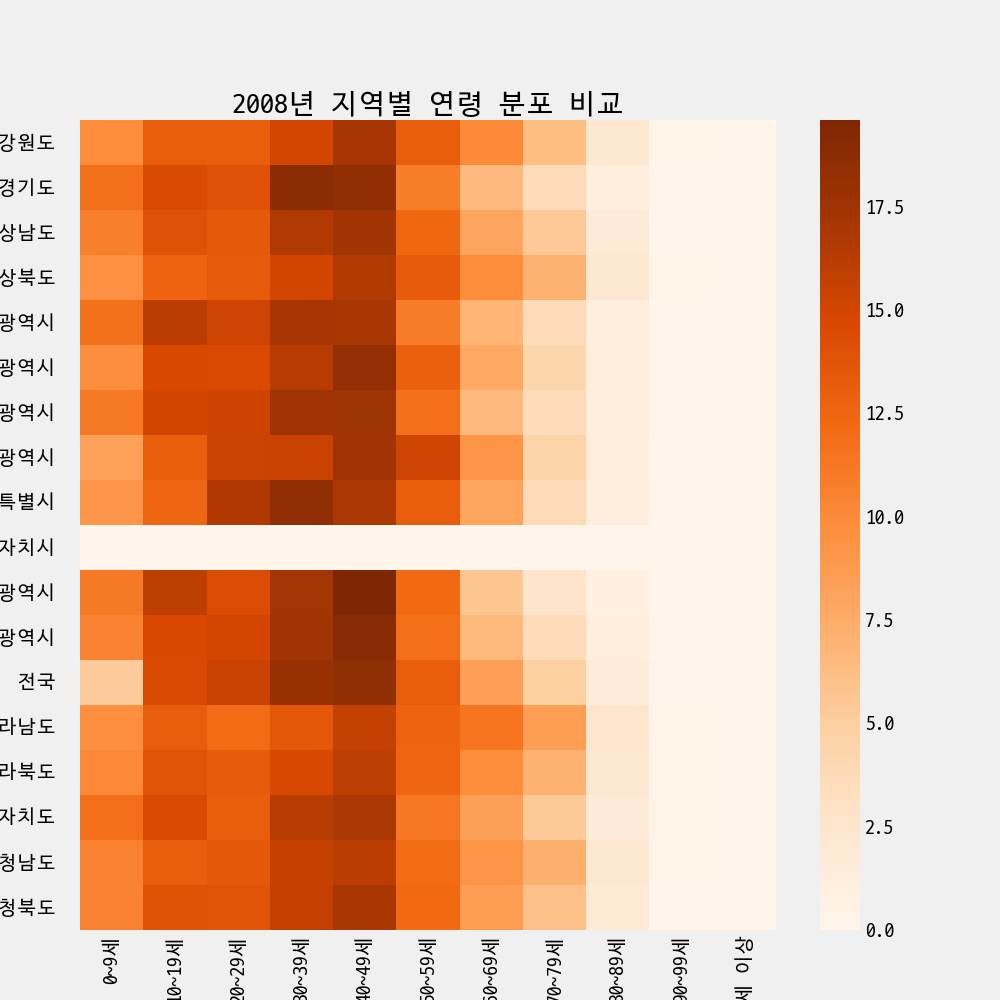 2008년 지역별 연령 분포 비교
강원도
경기도
상남도
상북도
광역시
광역시
광역시
광역시
특별시
자치시
광역시
광역시
전국
라남도
라북도
자치도
청남도
청북도
0~9세
10~19세
20~29세
30~39세
40~49세
50~59세
60~69세
70~79세
80~89세
90~99세
세 이상
17.5
15.0
12.5
10.0
7.5
5.0
2.5
0.0